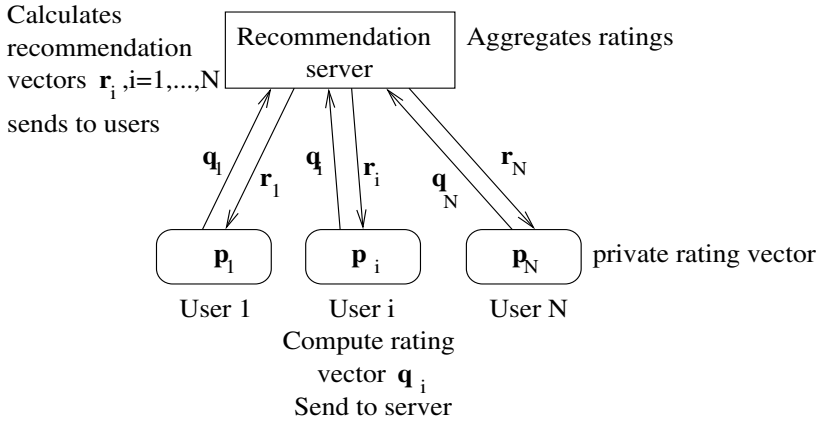 Calculates
recommendation
vectors r_i ,i=1,...,N
sends to users
Recommendation
server
Aggregates ratings
q_1
r_1
q_i
r_i
q_N
r_N
p_1
p_i
p_N
private rating vector
User 1
User i
User N
Compute rating
vector q_i
Send to server